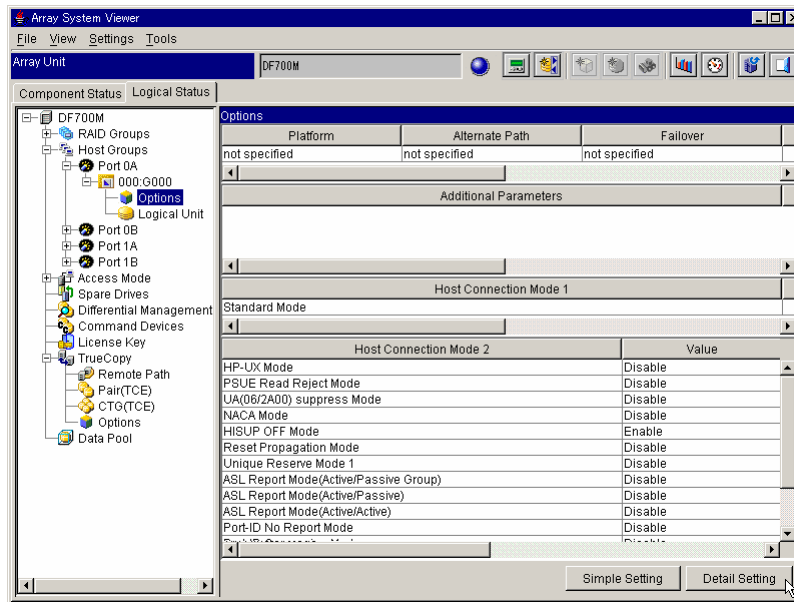 Array System Viewer
File View Settings Tools
Array Unit DF700M
Component Status Logical Status
DF700M
RAID Groups
Host Groups
Port 0A
000:G000
Options
Logical Unit
Port 0B
Port 1A
Port 1B
Access Mode
Spare Drives
Differential Management
Command Devices
License Key
TrueCopy
Remote Path
Pair(TCE)
CTG(TCE)
Options
Data Pool
Options
Platform Alternate Path Failover
not specified not specified not specified
Additional Parameters
Host Connection Mode 1
Standard Mode
Host Connection Mode 2 Value
HP-UX Mode Disable
PSUE Read Reject Mode Disable
UA(06/2A00) suppress Mode Disable
NACA Mode Disable
HISUP OFF Mode Enable
Reset Propagation Mode Disable
Unique Reserve Mode 1 Disable
ASL Report Mode(Active/Passive Group) Disable
ASL Report Mode(Active/Passive) Disable
ASL Report Mode(Active/Active) Disable
Port-ID No Report Mode Disable
Simple Setting Detail Setting